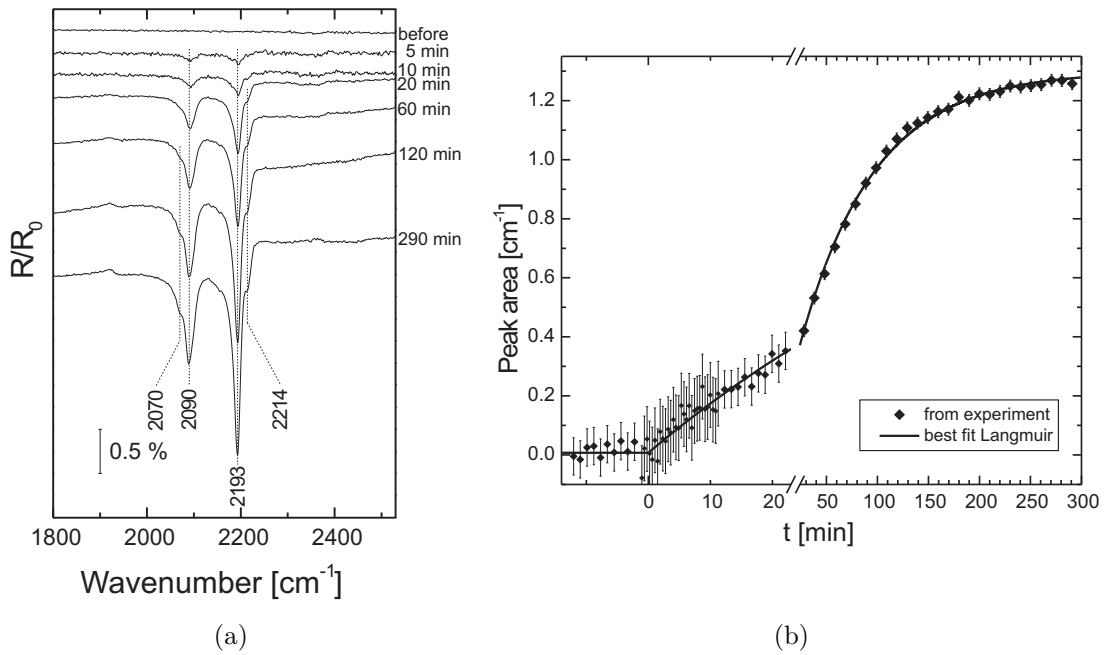 before
5 min
10 min
20 min
60 min
120 min
290 min
R/R0
2070
2090
2193
2214
0.5 %
1800
2000
2200
2400
Wavenumber [cm-1]
(a)
1.2
1.0
0.8
0.6
0.4
0.2
0.0
Peak area [cm-1]
from experiment
best fit Langmuir
0
10
20
50
100
150
200
250
300
t [min]
(b)